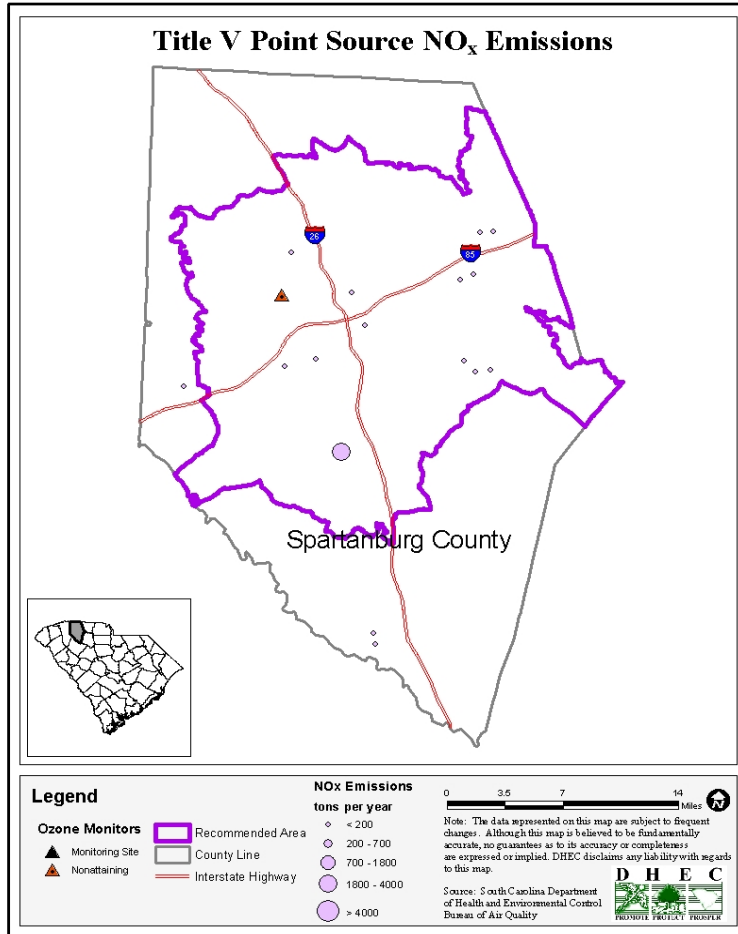 Title V Point Source NOx Emissions
26
85
Spartanburg County
Legend
Ozone Monitors
Monitoring Site
Nonattaining
Recommended Area
County Line
Interstate Highway
NOx Emissions
tons per year
< 200
200 - 700
700 - 1800
1800 - 4000
> 4000
0 3.5 7 14
Miles
N
Note: The data represented on this map are subject to frequent
changes. Although this map is believed to be fundamentally
accurate, no guarantees as to its accuracy or completeness
are expressed or implied. DHEC disclaims any liability with regards
to this map.
Source: South Carolina Department
of Health and Environmental Control
Bureau of Air Quality
D H E C
PROMOTE PROTECT PROSPER